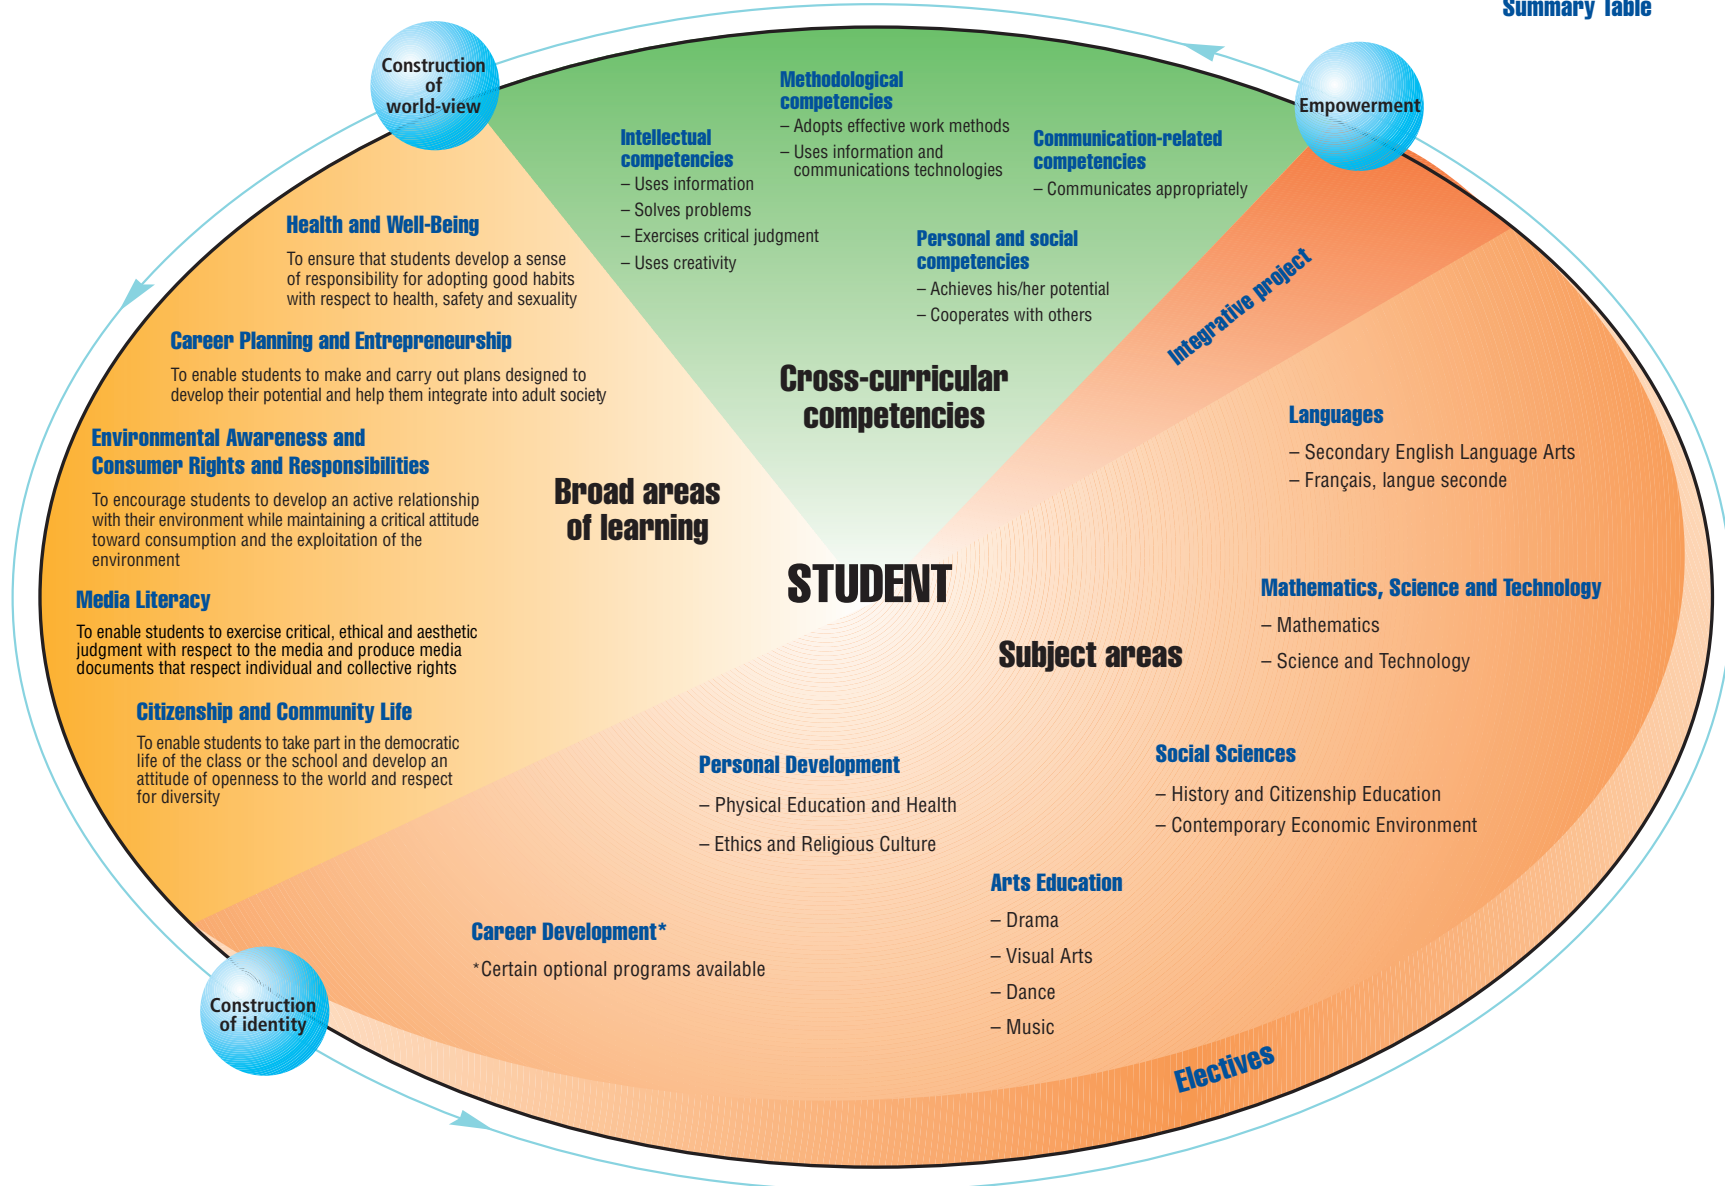 Summary Table
Construction
of
world-view
Empowerment
Methodological
competencies
– Adopts effective work methods
– Uses information and
communications technologies
Intellectual
competencies
– Uses information
– Solves problems
– Exercises critical judgment
– Uses creativity
Communication-related
competencies
– Communicates appropriately
Personal and social
competencies
– Achieves his/her potential
– Cooperates with others
Cross-curricular
competencies
Integrative project
Health and Well-Being
To ensure that students develop a sense
of responsibility for adopting good habits
with respect to health, safety and sexuality
Career Planning and Entrepreneurship
To enable students to make and carry out plans designed to
develop their potential and help them integrate into adult society
Environmental Awareness and
Consumer Rights and Responsibilities
To encourage students to develop an active relationship
with their environment while maintaining a critical attitude
toward consumption and the exploitation of the
environment
Media Literacy
To enable students to exercise critical, ethical and aesthetic
judgment with respect to the media and produce media
documents that respect individual and collective rights
Citizenship and Community Life
To enable students to take part in the democratic
life of the class or the school and develop an
attitude of openness to the world and respect
for diversity
Broad areas
of learning
STUDENT
Subject areas
Languages
– Secondary English Language Arts
– Français, langue seconde
Mathematics, Science and Technology
– Mathematics
– Science and Technology
Social Sciences
– History and Citizenship Education
– Contemporary Economic Environment
Personal Development
– Physical Education and Health
– Ethics and Religious Culture
Arts Education
– Drama
– Visual Arts
– Dance
– Music
Career Development*
*Certain optional programs available
Construction
of identity
Electives